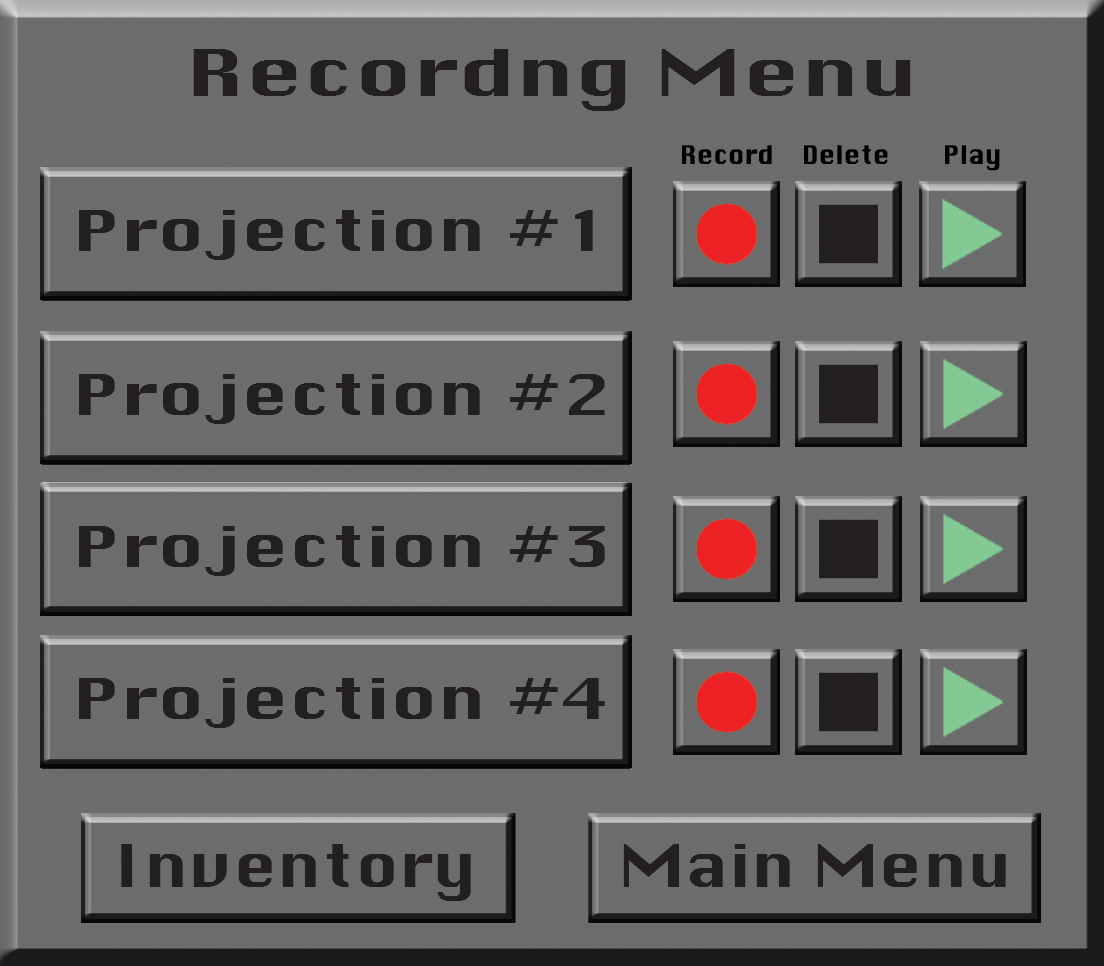 Recordng Menu
Record Delete Play
Projection #1
Projection #2
Projection #3
Projection #4
Inventory Main Menu